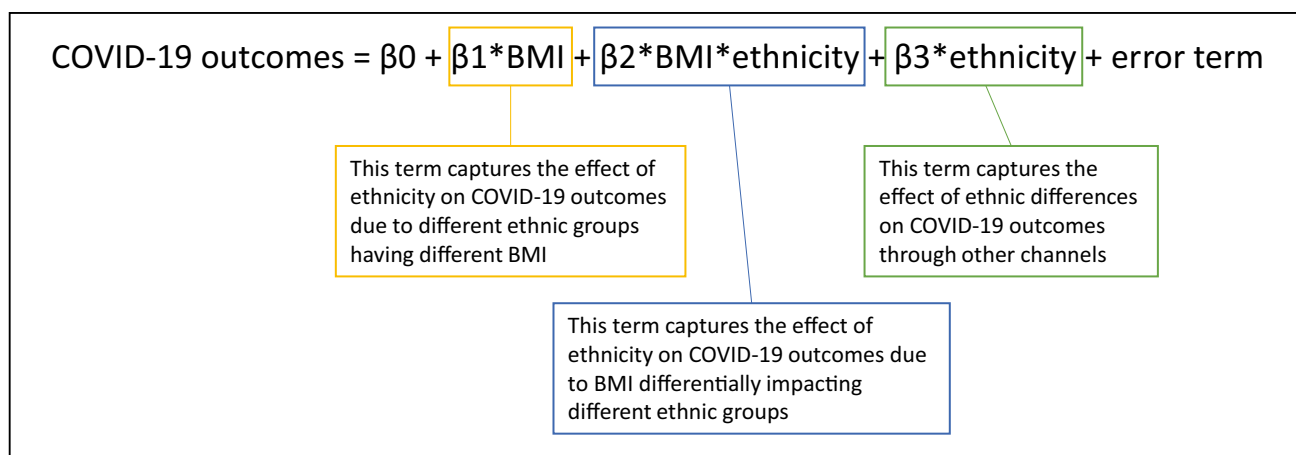 COVID-19 outcomes = β0 + β1*BMI + β2*BMI*ethnicity + β3*ethnicity + error term
This term captures the effect of
ethnicity on COVID-19 outcomes
due to different ethnic groups
having different BMI
This term captures the
effect of ethnic differences
on COVID-19 outcomes
through other channels
This term captures the effect of
ethnicity on COVID-19 outcomes due
to BMI differentially impacting
different ethnic groups